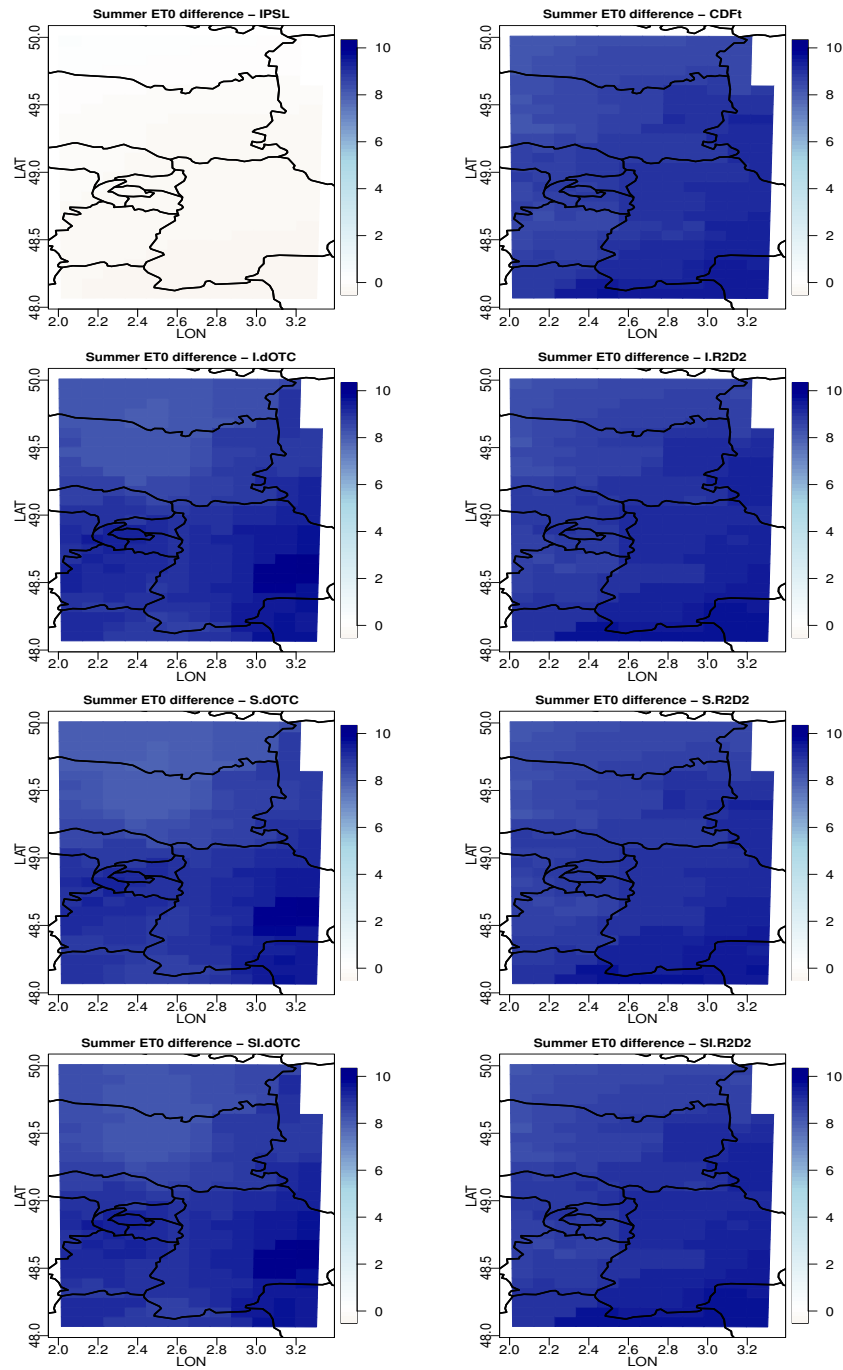 Summer ET0 difference − IPSL
LAT
50.0
49.5
49.0
48.5
48.0
10
8
6
4
2
0
2.0 2.2 2.4 2.6 2.8 3.0 3.2
LON
Summer ET0 difference − CDFt
LAT
50.0
49.5
49.0
48.5
48.0
10
8
6
4
2
0
2.0 2.2 2.4 2.6 2.8 3.0 3.2
LON
Summer ET0 difference − I.dOTC
LAT
50.0
49.5
49.0
48.5
48.0
10
8
6
4
2
0
2.0 2.2 2.4 2.6 2.8 3.0 3.2
LON
Summer ET0 difference − I.R2D2
LAT
50.0
49.5
49.0
48.5
48.0
10
8
6
4
2
0
2.0 2.2 2.4 2.6 2.8 3.0 3.2
LON
Summer ET0 difference − S.dOTC
LAT
50.0
49.5
49.0
48.5
48.0
10
8
6
4
2
0
2.0 2.2 2.4 2.6 2.8 3.0 3.2
LON
Summer ET0 difference − S.R2D2
LAT
50.0
49.5
49.0
48.5
48.0
10
8
6
4
2
0
2.0 2.2 2.4 2.6 2.8 3.0 3.2
LON
Summer ET0 difference − SI.dOTC
LAT
50.0
49.5
49.0
48.5
48.0
10
8
6
4
2
0
2.0 2.2 2.4 2.6 2.8 3.0 3.2
LON
Summer ET0 difference − SI.R2D2
LAT
50.0
49.5
49.0
48.5
48.0
10
8
6
4
2
0
2.0 2.2 2.4 2.6 2.8 3.0 3.2
LON